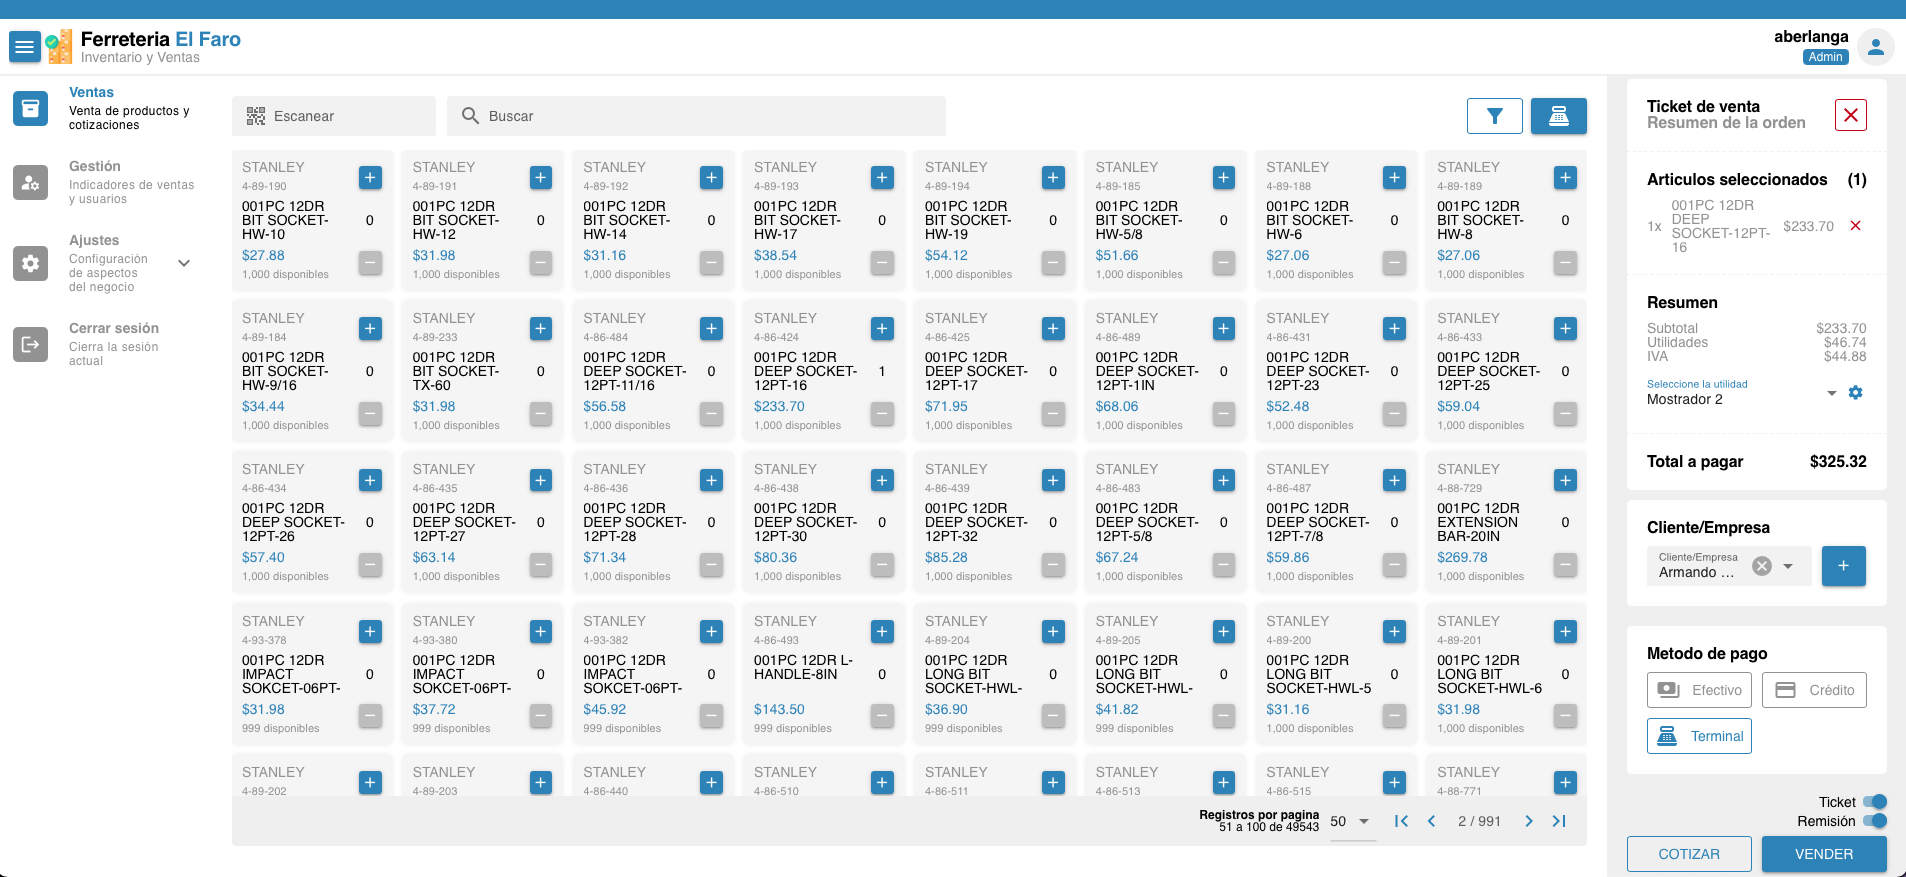 Ferreteria El Faro
Inventario y Ventas
aberlanga
Admin
Ventas
Venta de productos y
cotizaciones
Gestión
Indicadores de ventas
y usuarios
Ajustes
Configuración
de aspectos
del negocio
Cerrar sesión
Cierra la sesión
actual
Escanear
Buscar
STANLEY
4-89-190
001PC 12DR
BIT SOCKET-
HW-10
0
$27.88
1,000 disponibles
STANLEY
4-89-191
001PC 12DR
BIT SOCKET-
HW-12
0
$31.98
1,000 disponibles
STANLEY
4-89-192
001PC 12DR
BIT SOCKET-
HW-14
0
$31.16
1,000 disponibles
STANLEY
4-89-193
001PC 12DR
BIT SOCKET-
HW-17
0
$38.54
1,000 disponibles
STANLEY
4-89-194
001PC 12DR
BIT SOCKET-
HW-19
0
$54.12
1,000 disponibles
STANLEY
4-89-185
001PC 12DR
BIT SOCKET-
HW-5/8
0
$51.66
1,000 disponibles
STANLEY
4-89-188
001PC 12DR
BIT SOCKET-
HW-6
0
$27.06
1,000 disponibles
STANLEY
4-89-189
001PC 12DR
BIT SOCKET-
HW-8
0
$27.06
1,000 disponibles
STANLEY
4-89-184
001PC 12DR
BIT SOCKET-
HW-9/16
0
$34.44
1,000 disponibles
STANLEY
4-89-233
001PC 12DR
BIT SOCKET-
TX-60
0
$31.98
1,000 disponibles
STANLEY
4-86-484
001PC 12DR
DEEP SOCKET-
12PT-11/16
0
$56.58
1,000 disponibles
STANLEY
4-86-424
001PC 12DR
DEEP SOCKET-
12PT-16
1
$233.70
1,000 disponibles
STANLEY
4-86-425
001PC 12DR
DEEP SOCKET-
12PT-17
0
$71.95
1,000 disponibles
STANLEY
4-86-489
001PC 12DR
DEEP SOCKET-
12PT-1IN
0
$68.06
1,000 disponibles
STANLEY
4-86-431
001PC 12DR
DEEP SOCKET-
12PT-23
0
$52.48
1,000 disponibles
STANLEY
4-86-433
001PC 12DR
DEEP SOCKET-
12PT-25
0
$59.04
1,000 disponibles
STANLEY
4-86-434
001PC 12DR
DEEP SOCKET-
12PT-26
0
$57.40
1,000 disponibles
STANLEY
4-86-435
001PC 12DR
DEEP SOCKET-
12PT-27
0
$63.14
1,000 disponibles
STANLEY
4-86-436
001PC 12DR
DEEP SOCKET-
12PT-28
0
$71.34
1,000 disponibles
STANLEY
4-86-438
001PC 12DR
DEEP SOCKET-
12PT-30
0
$80.36
1,000 disponibles
STANLEY
4-86-439
001PC 12DR
DEEP SOCKET-
12PT-32
0
$85.28
1,000 disponibles
STANLEY
4-86-483
001PC 12DR
DEEP SOCKET-
12PT-5/8
0
$67.24
1,000 disponibles
STANLEY
4-86-487
001PC 12DR
DEEP SOCKET-
12PT-7/8
0
$59.86
1,000 disponibles
STANLEY
4-88-729
001PC 12DR
EXTENSION
BAR-20IN
0
$269.78
1,000 disponibles
STANLEY
4-93-378
001PC 12DR
IMPACT
SOKCET-06PT-
0
$31.98
999 disponibles
STANLEY
4-93-380
001PC 12DR
IMPACT
SOKCET-06PT-
0
$37.72
999 disponibles
STANLEY
4-93-382
001PC 12DR
IMPACT
SOKCET-06PT-
0
$45.92
999 disponibles
STANLEY
4-86-493
001PC 12DR L-
HANDLE-8IN
0
$143.50
999 disponibles
STANLEY
4-89-204
001PC 12DR
LONG BIT
SOCKET-HWL-
0
$36.90
999 disponibles
STANLEY
4-89-205
001PC 12DR
LONG BIT
SOCKET-HWL-
0
$41.82
999 disponibles
STANLEY
4-89-200
001PC 12DR
LONG BIT
SOCKET-HWL-5
0
$31.16
1,000 disponibles
STANLEY
4-89-201
001PC 12DR
LONG BIT
SOCKET-HWL-6
0
$31.98
1,000 disponibles
STANLEY
4-89-202
STANLEY
4-89-203
STANLEY
4-86-440
STANLEY
4-86-510
STANLEY
4-86-511
STANLEY
4-86-513
STANLEY
4-86-515
STANLEY
4-88-771
Registros por pagina
51 a 100 de 49543
50
2 / 991
Ticket de venta
Resumen de la orden
Articulos seleccionados (1)
1x
001PC 12DR
DEEP
SOCKET-12PT-
16
$233.70
Resumen
Subtotal $233.70
Utilidades $46.74
IVA $44.88
Seleccione la utilidad
Mostrador 2
Total a pagar $325.32
Cliente/Empresa
Cliente/Empresa
Armando ...
Metodo de pago
Efectivo
Crédito
Terminal
Ticket
Remisión
COTIZAR
VENDER